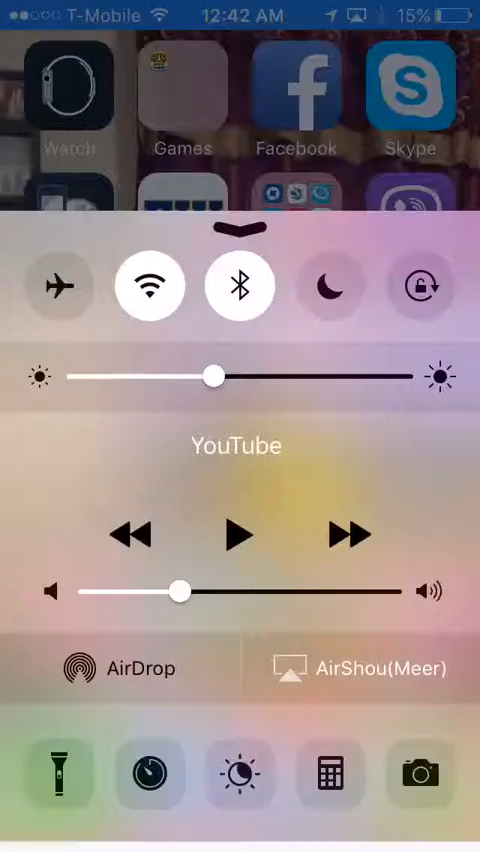 T-Mobile 12:42 AM 15%
Watch Games Facebook Skype
YouTube
AirDrop AirShou(Meer)